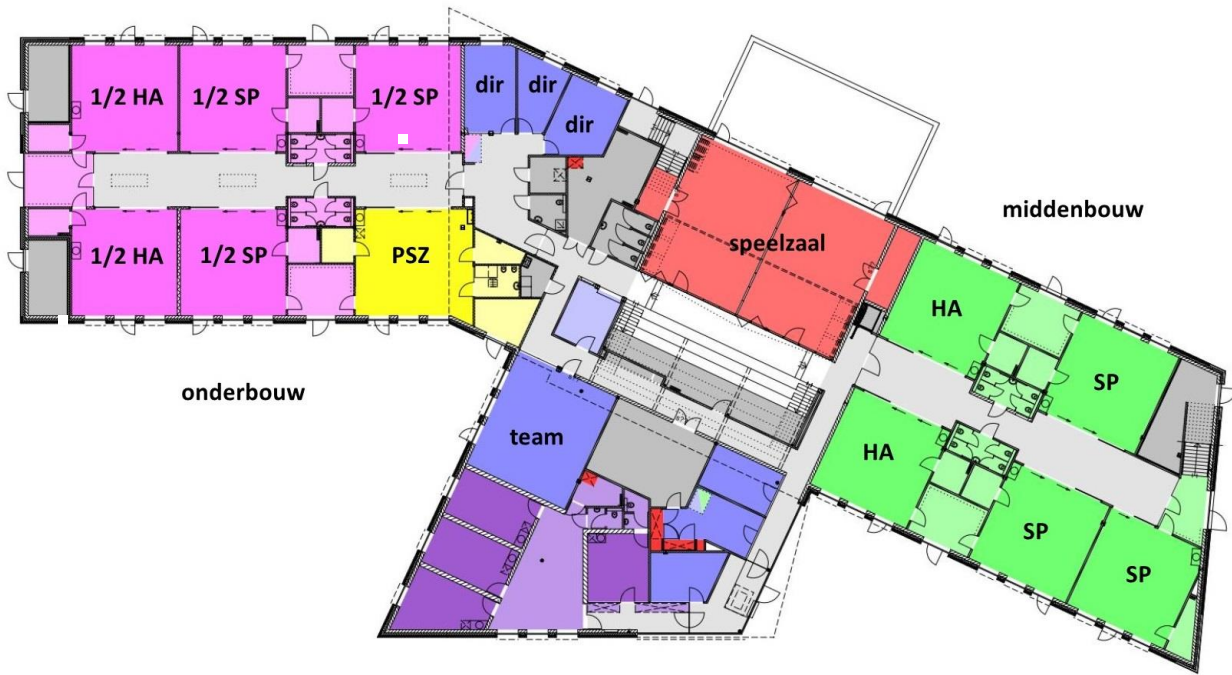 1/2 HA
1/2 SP
1/2 SP
dir
dir
dir
1/2 HA
1/2 SP
PSZ
speelzaal
middenbouw
HA
SP
onderbouw
team
HA
SP
SP